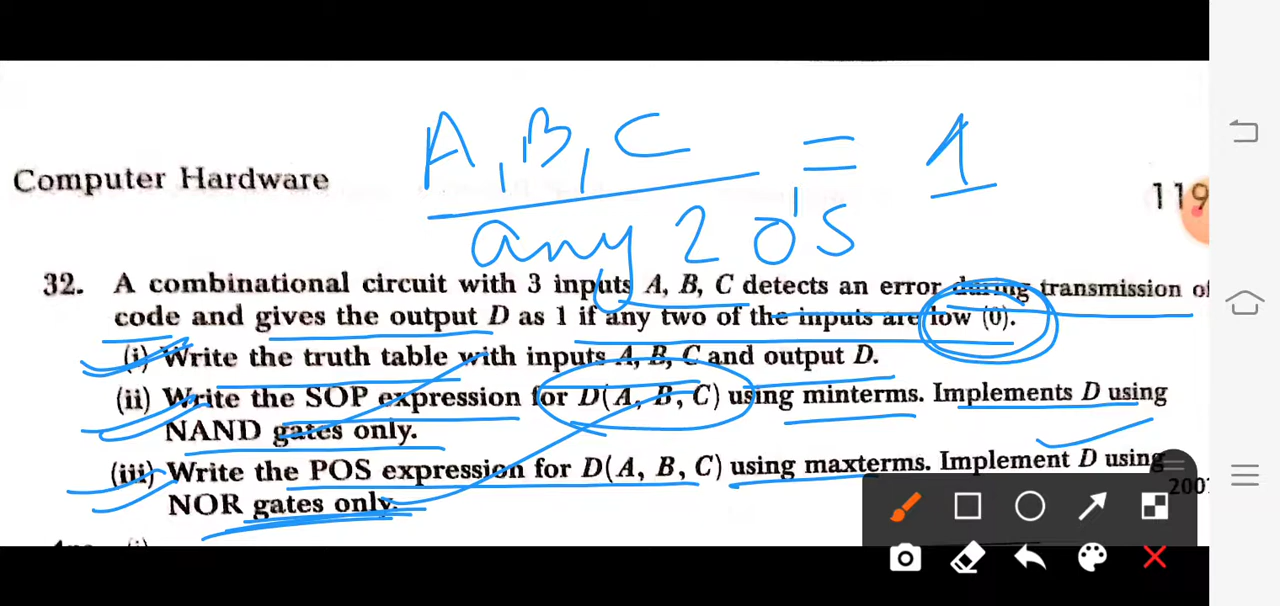 A, B, C = 1
any 2 0's
Computer Hardware
119
32. A combinational circuit with 3 inputs A, B, C detects an error during transmission of
code and gives the output D as 1 if any two of the inputs are low (0).
(i) Write the truth table with inputs A, B, C and output D.
(ii) Write the SOP expression for D(A, B, C) using minterms. Implements D using
NAND gates only.
(iii) Write the POS expression for D(A, B, C) using maxterms. Implement D using
NOR gates only.
200